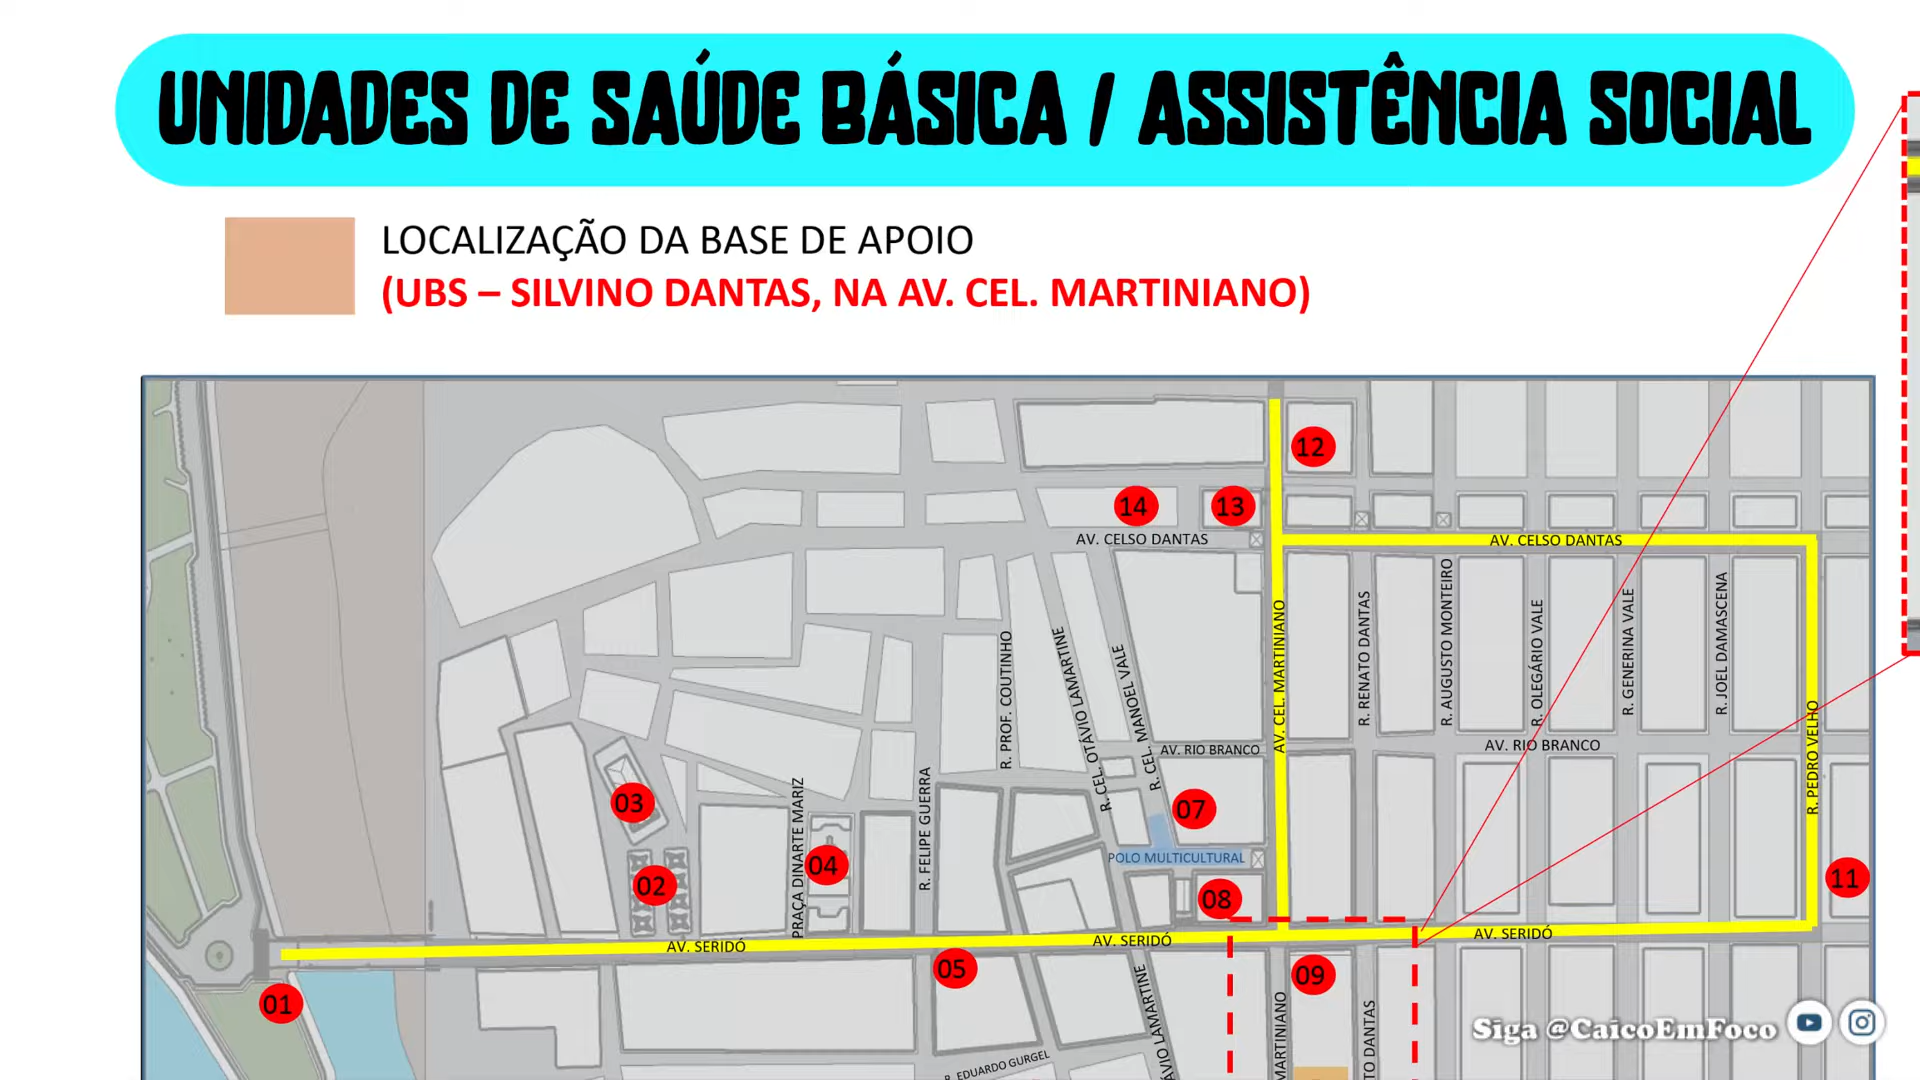 UNIDADES DE SAÚDE BÁSICA / ASSISTÊNCIA SOCIAL
LOCALIZAÇÃO DA BASE DE APOIO
(UBS – SILVINO DANTAS, NA AV. CEL. MARTINIANO)
12
14
13
AV. CELSO DANTAS
AV. CELSO DANTAS
R. PROF. COUTINHO
R. CEL. OTÁVIO LAMARTINE
R. CEL. MANOEL VALE
AV. CEL. MARTINIANO
R. RENATO DANTAS
R. AUGUSTO MONTEIRO
R. OLEGÁRIO VALE
R. GENERINA VALE
R. JOEL DAMASCENA
R. PEDRO VELHO
AV. RIO BRANCO
AV. RIO BRANCO
03
07
PRAÇA DINARTE MARIZ
R. FELIPE GUERRA
04
POLO MULTICULTURAL
02
08
11
AV. SERIDÓ
AV. SERIDÓ
AV. SERIDÓ
05
09
01
ÁVIO LAMARTINE
MARTINIANO
TO DANTAS
R. EDUARDO GURGEL
Siga @CaicoEmFoco